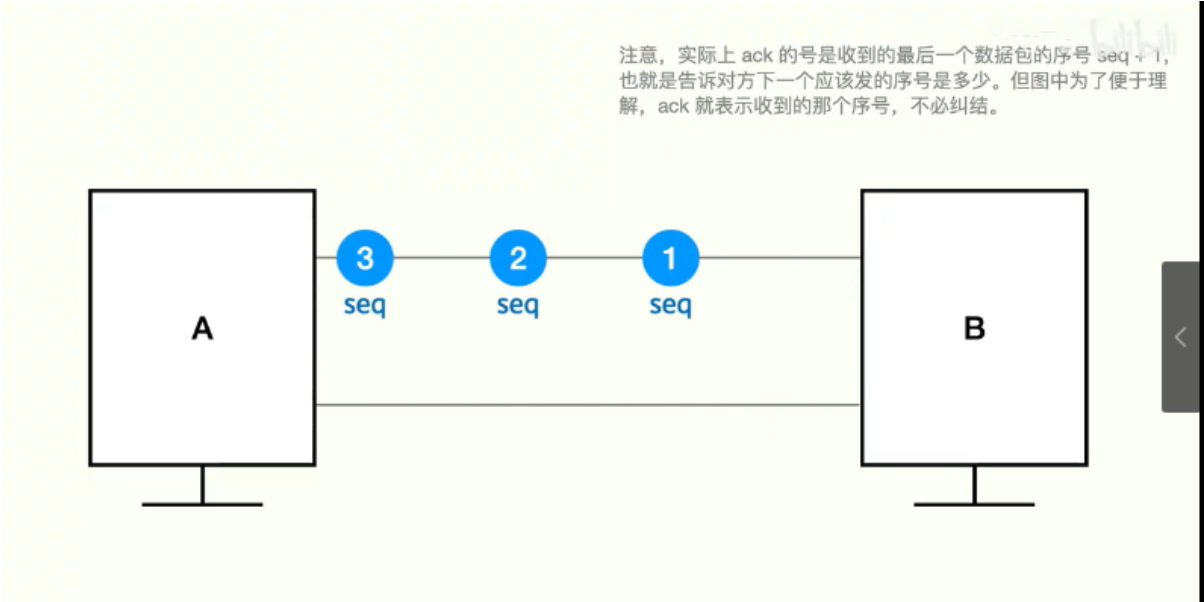 注意，实际上 ack 的号是收到的最后一个数据包的序号 seq + 1，
也就是告诉对方下一个应该发的序号是多少。但图中为了便于理
解，ack 就表示收到的那个序号，不必纠结。
3 2 1
seq seq seq
A B